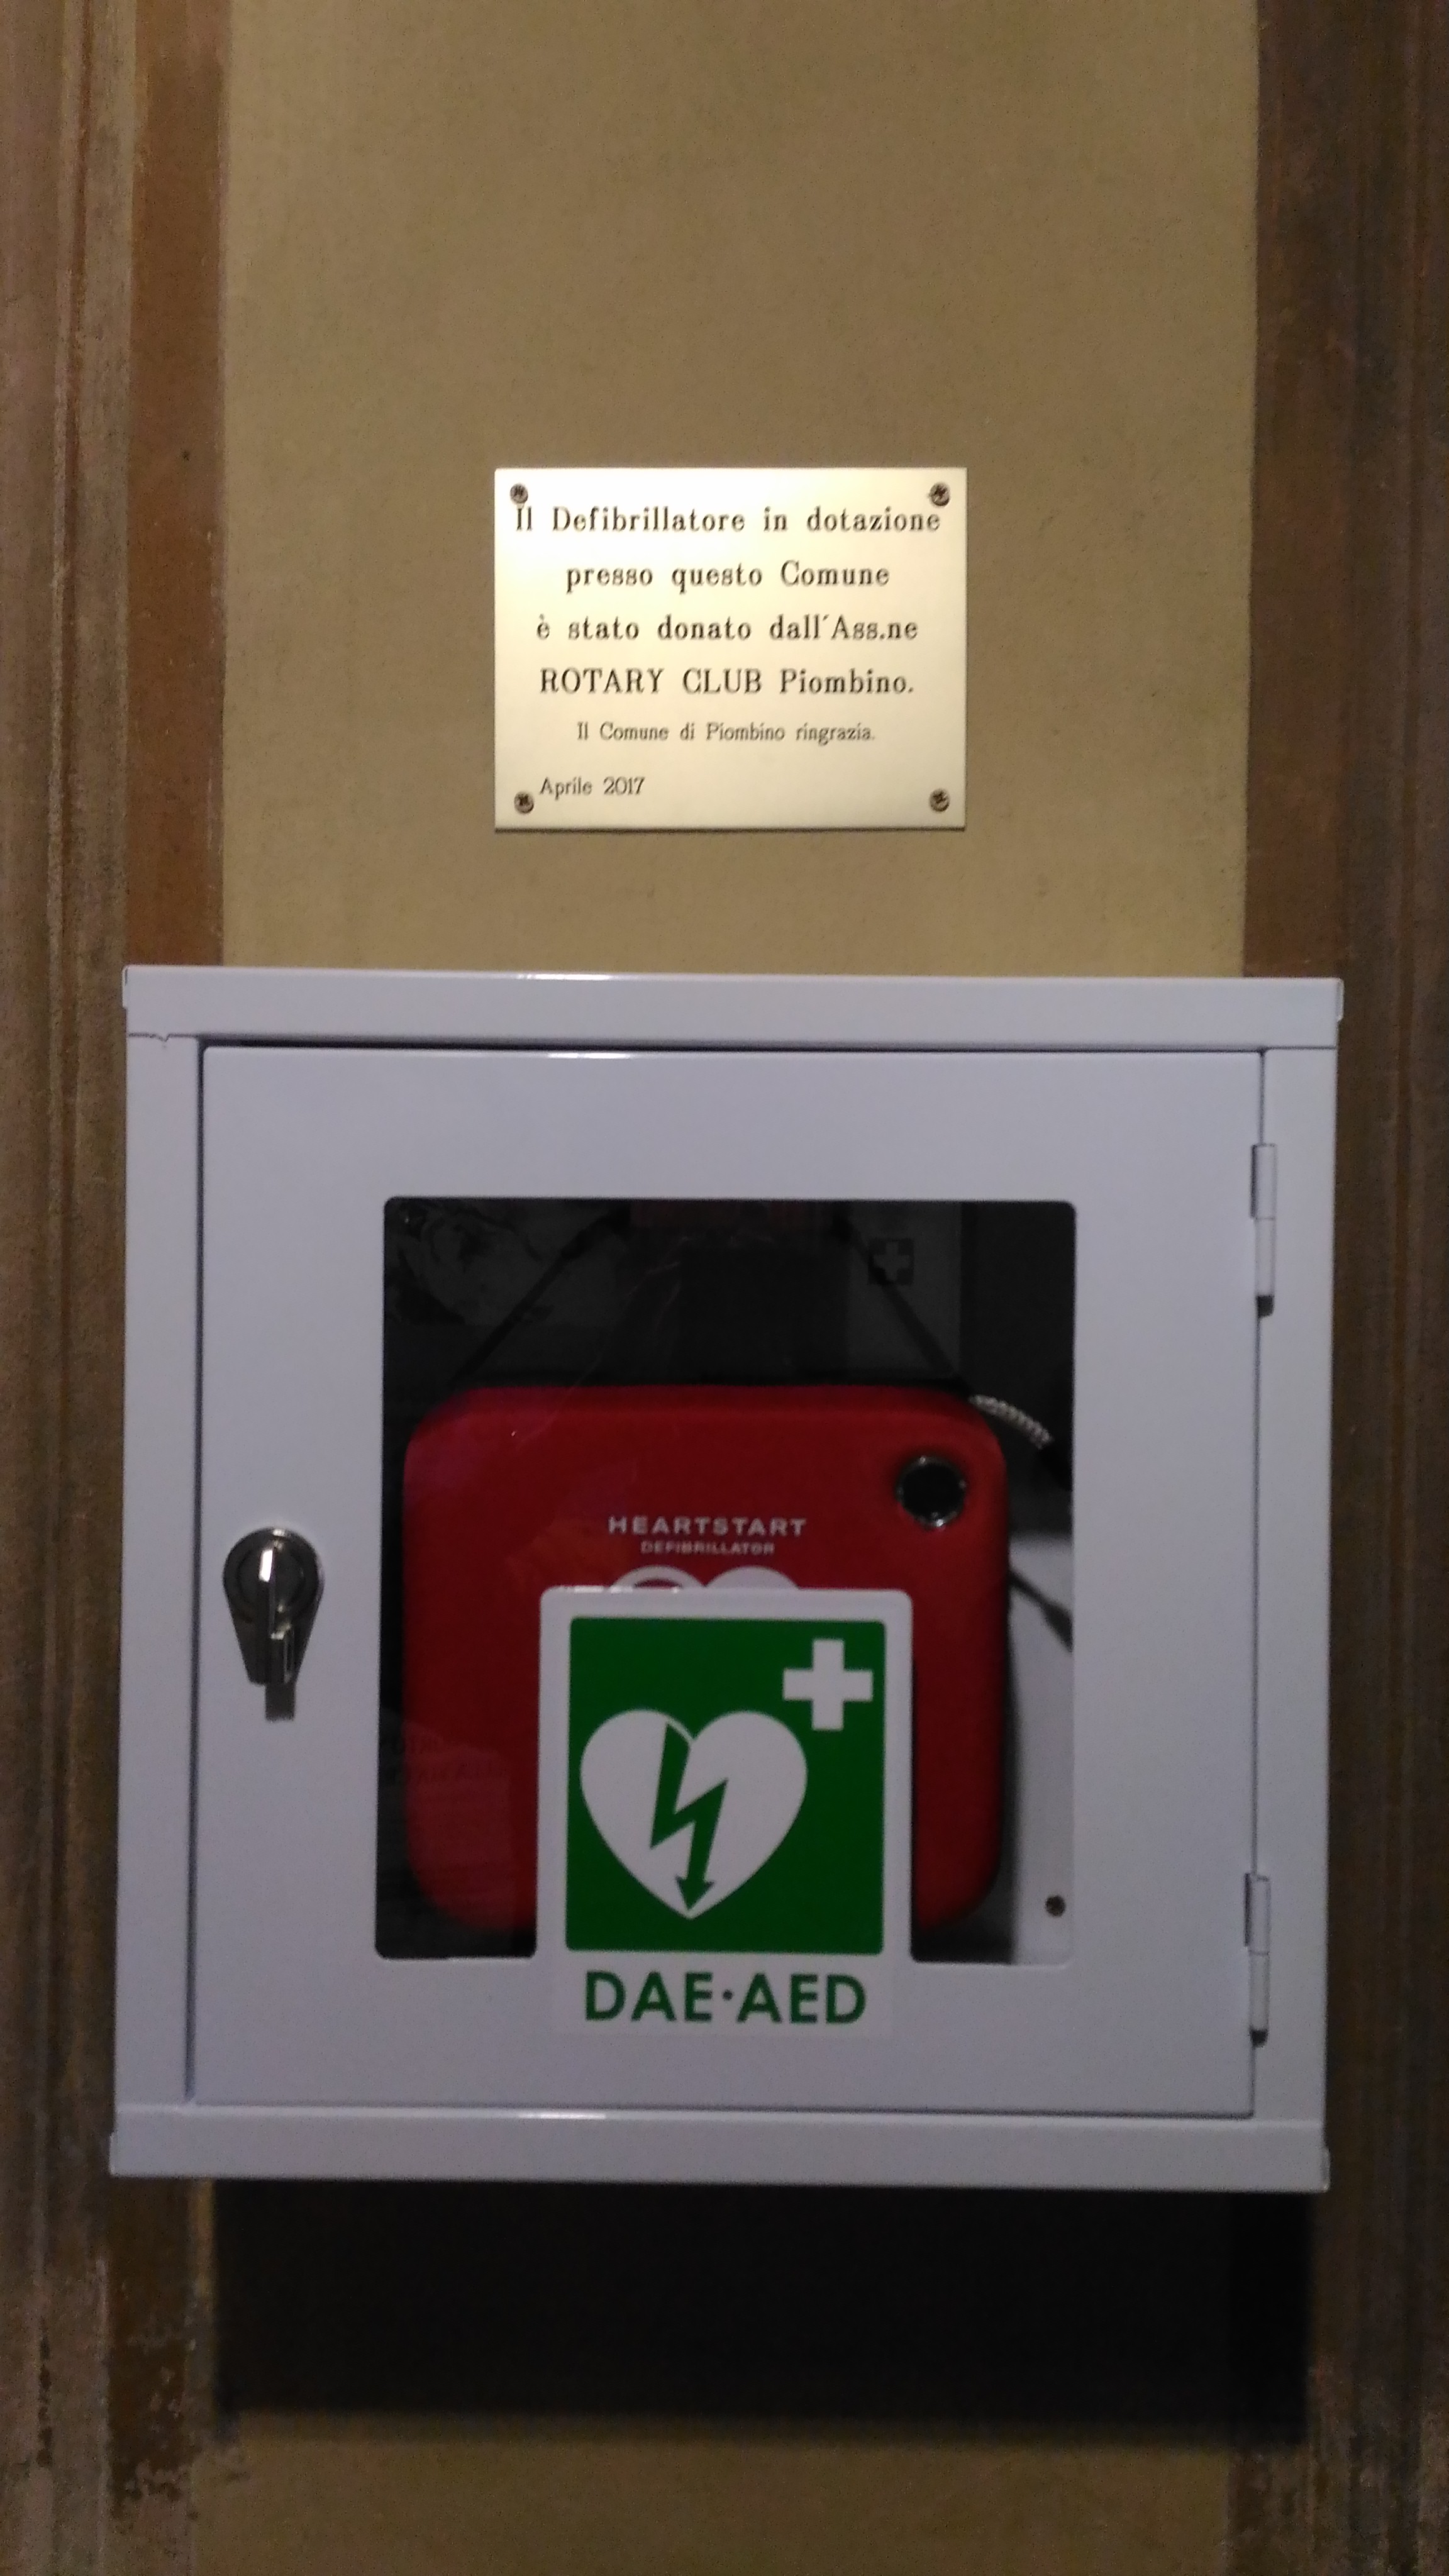 Il Defibrillatore in dotazione
presso questo Comune
è stato donato dall'Ass.ne
ROTARY CLUB Piombino.
Il Comune di Piombino ringrazia.
Aprile 2017
HEARTSTART
DEFIBRILLATOR
DAE·AED